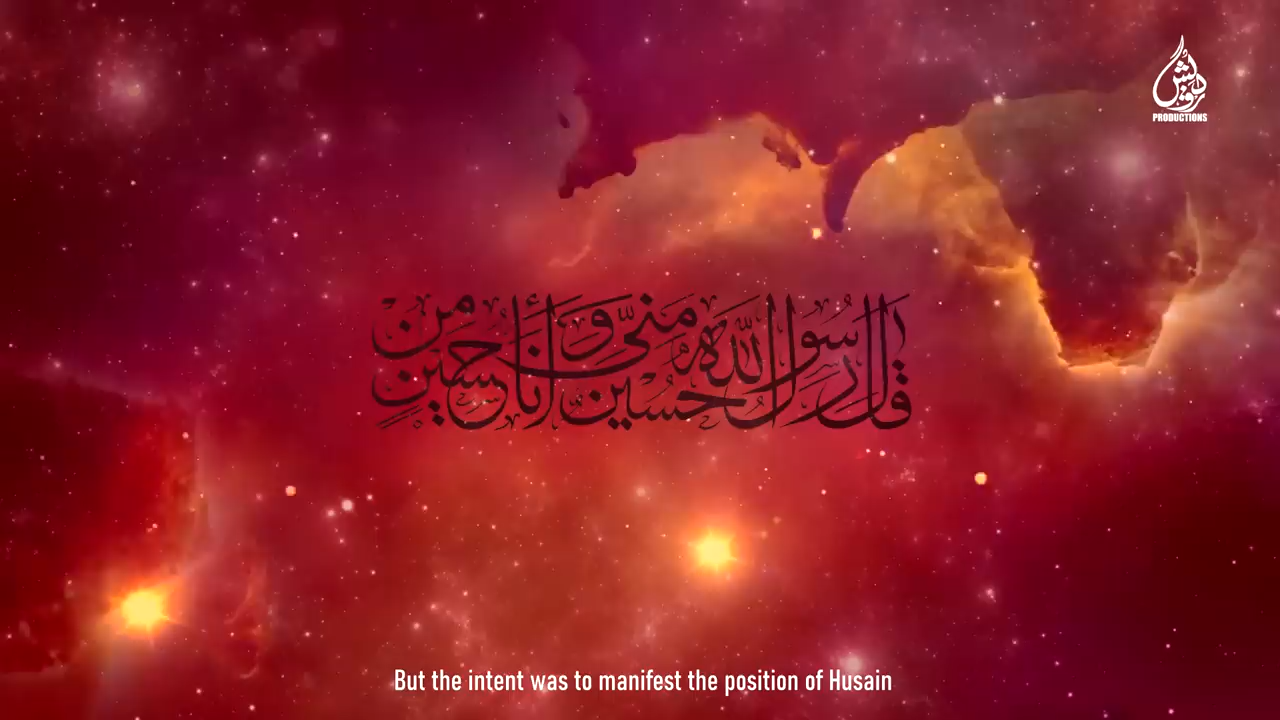 درویش
PRODUCTIONS
قال رسول الله
حسين مني وأنا من حسين
But the intent was to manifest the position of Husain